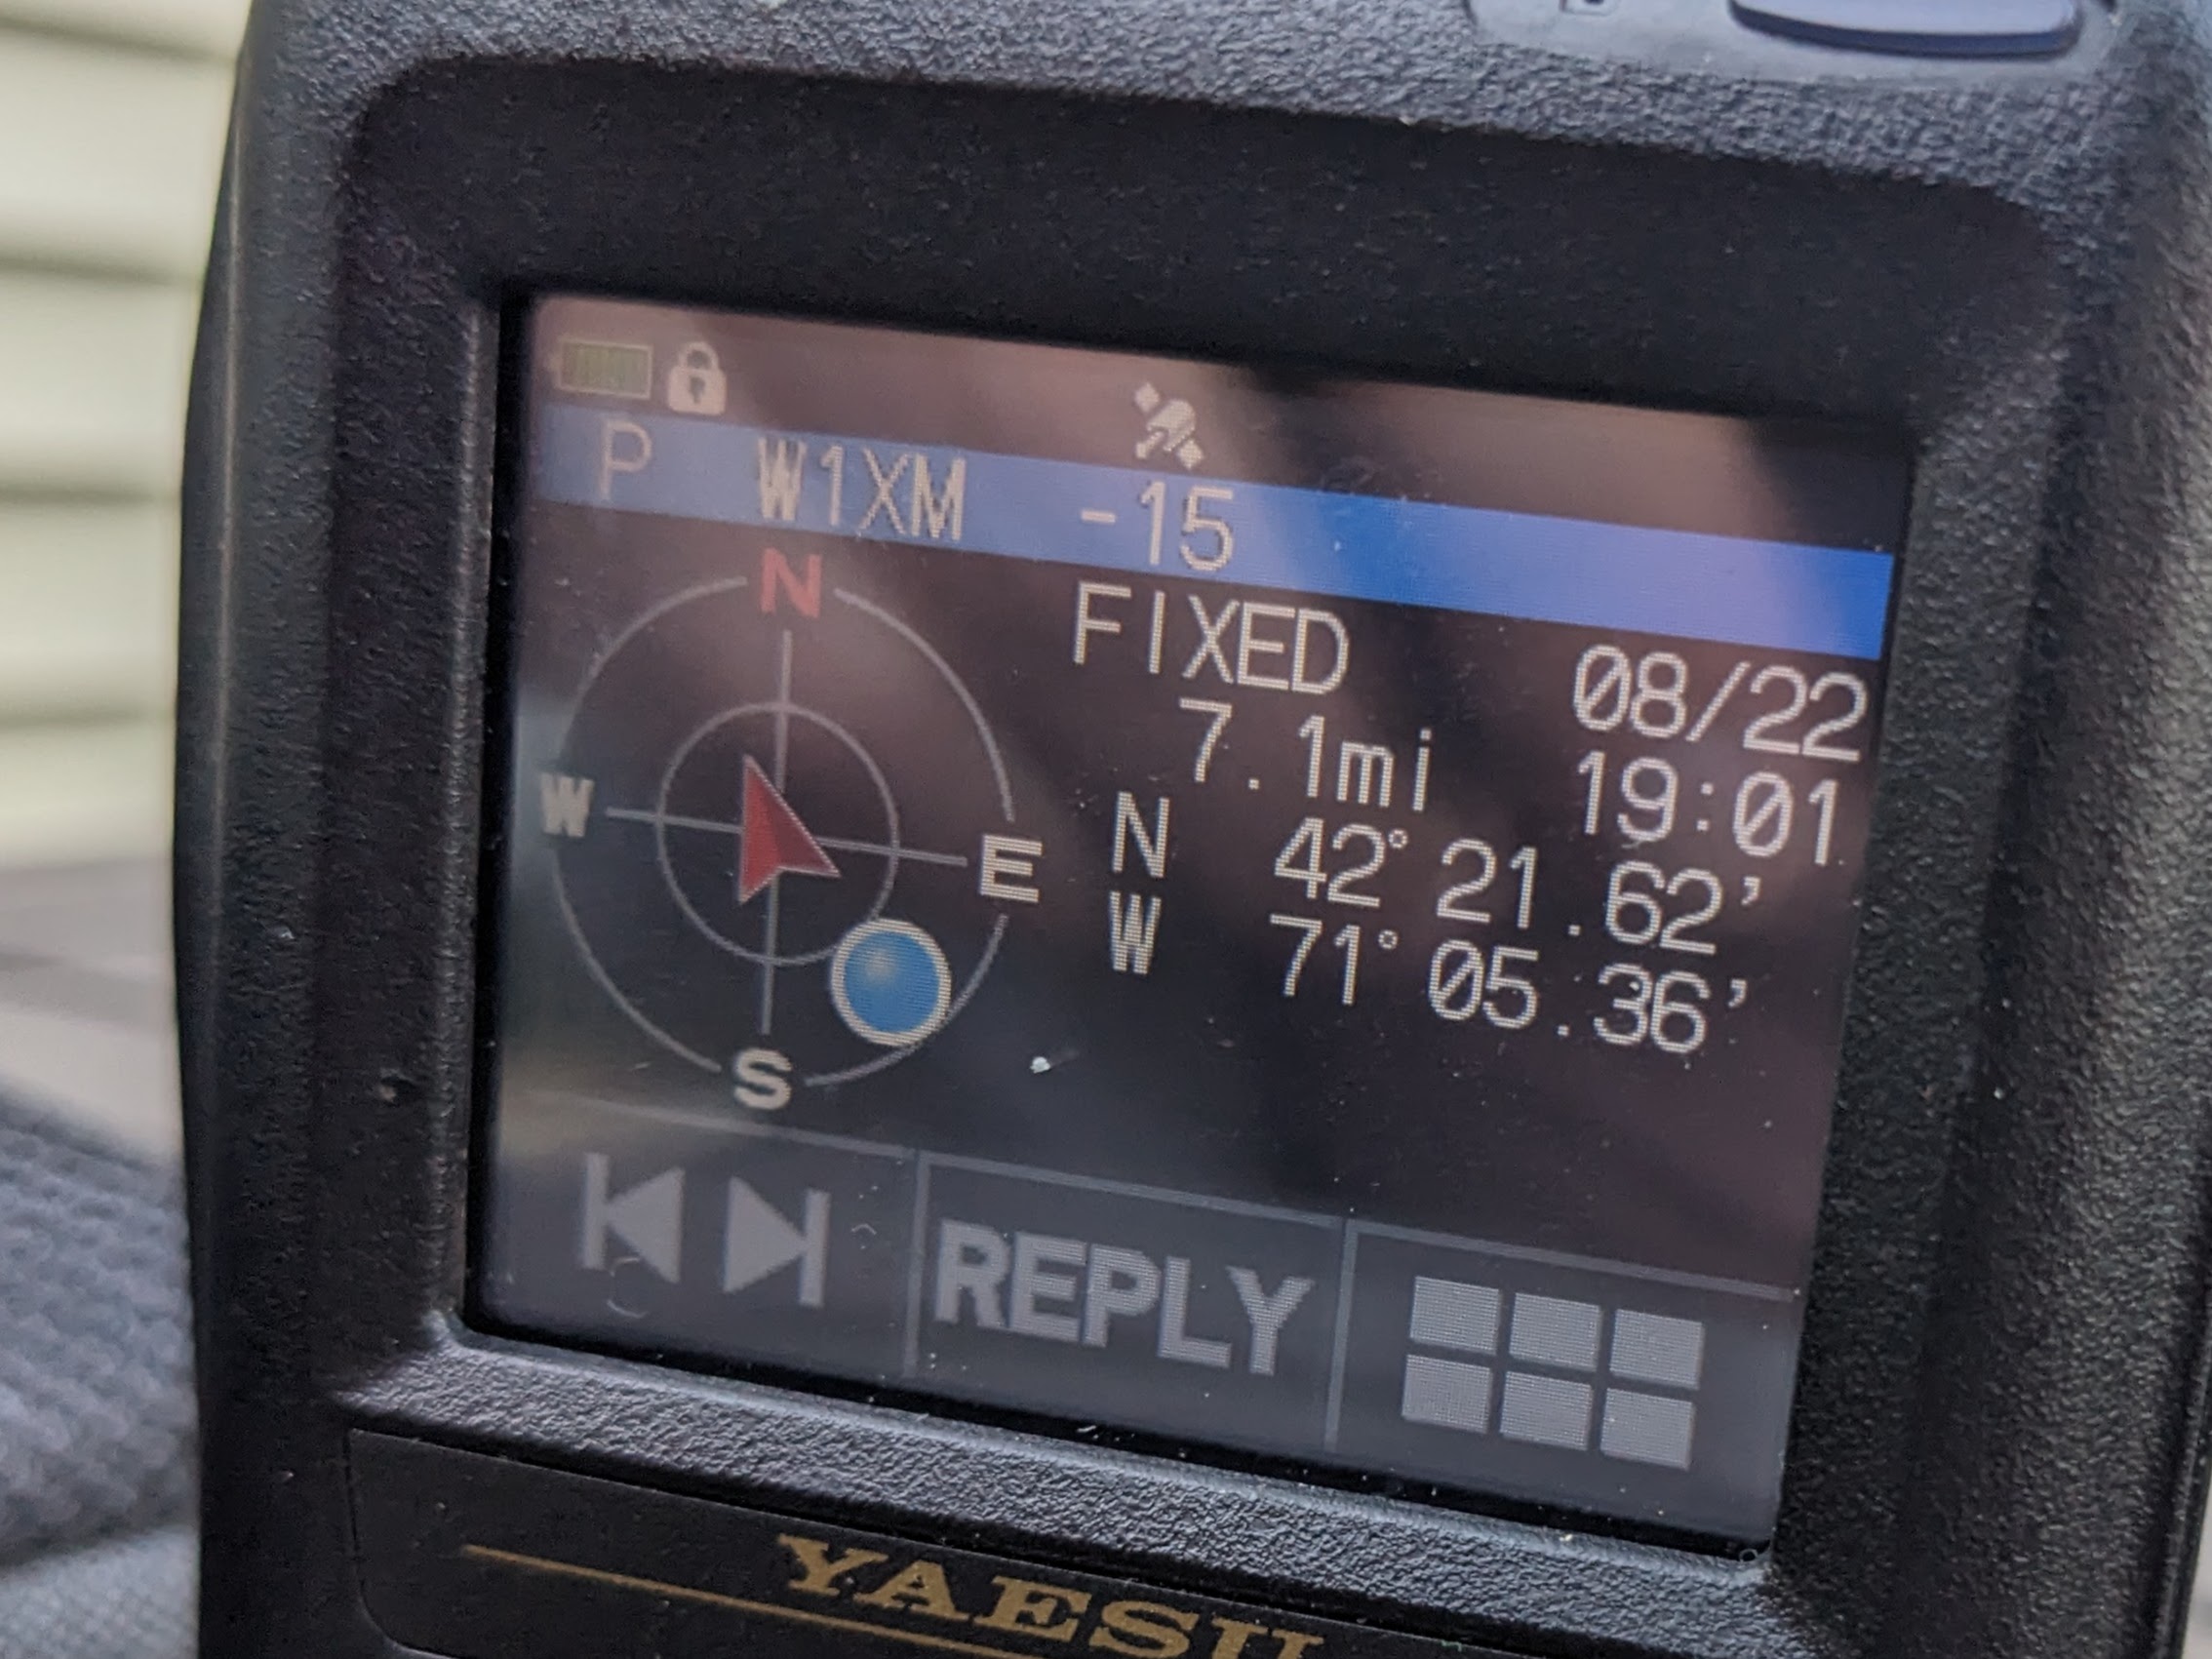 P W1XM -15
FIXED 08/22
7.1mi 19:01
N 42°21.62'
W 71°05.36'
N
W
E
S
REPLY
YAESU